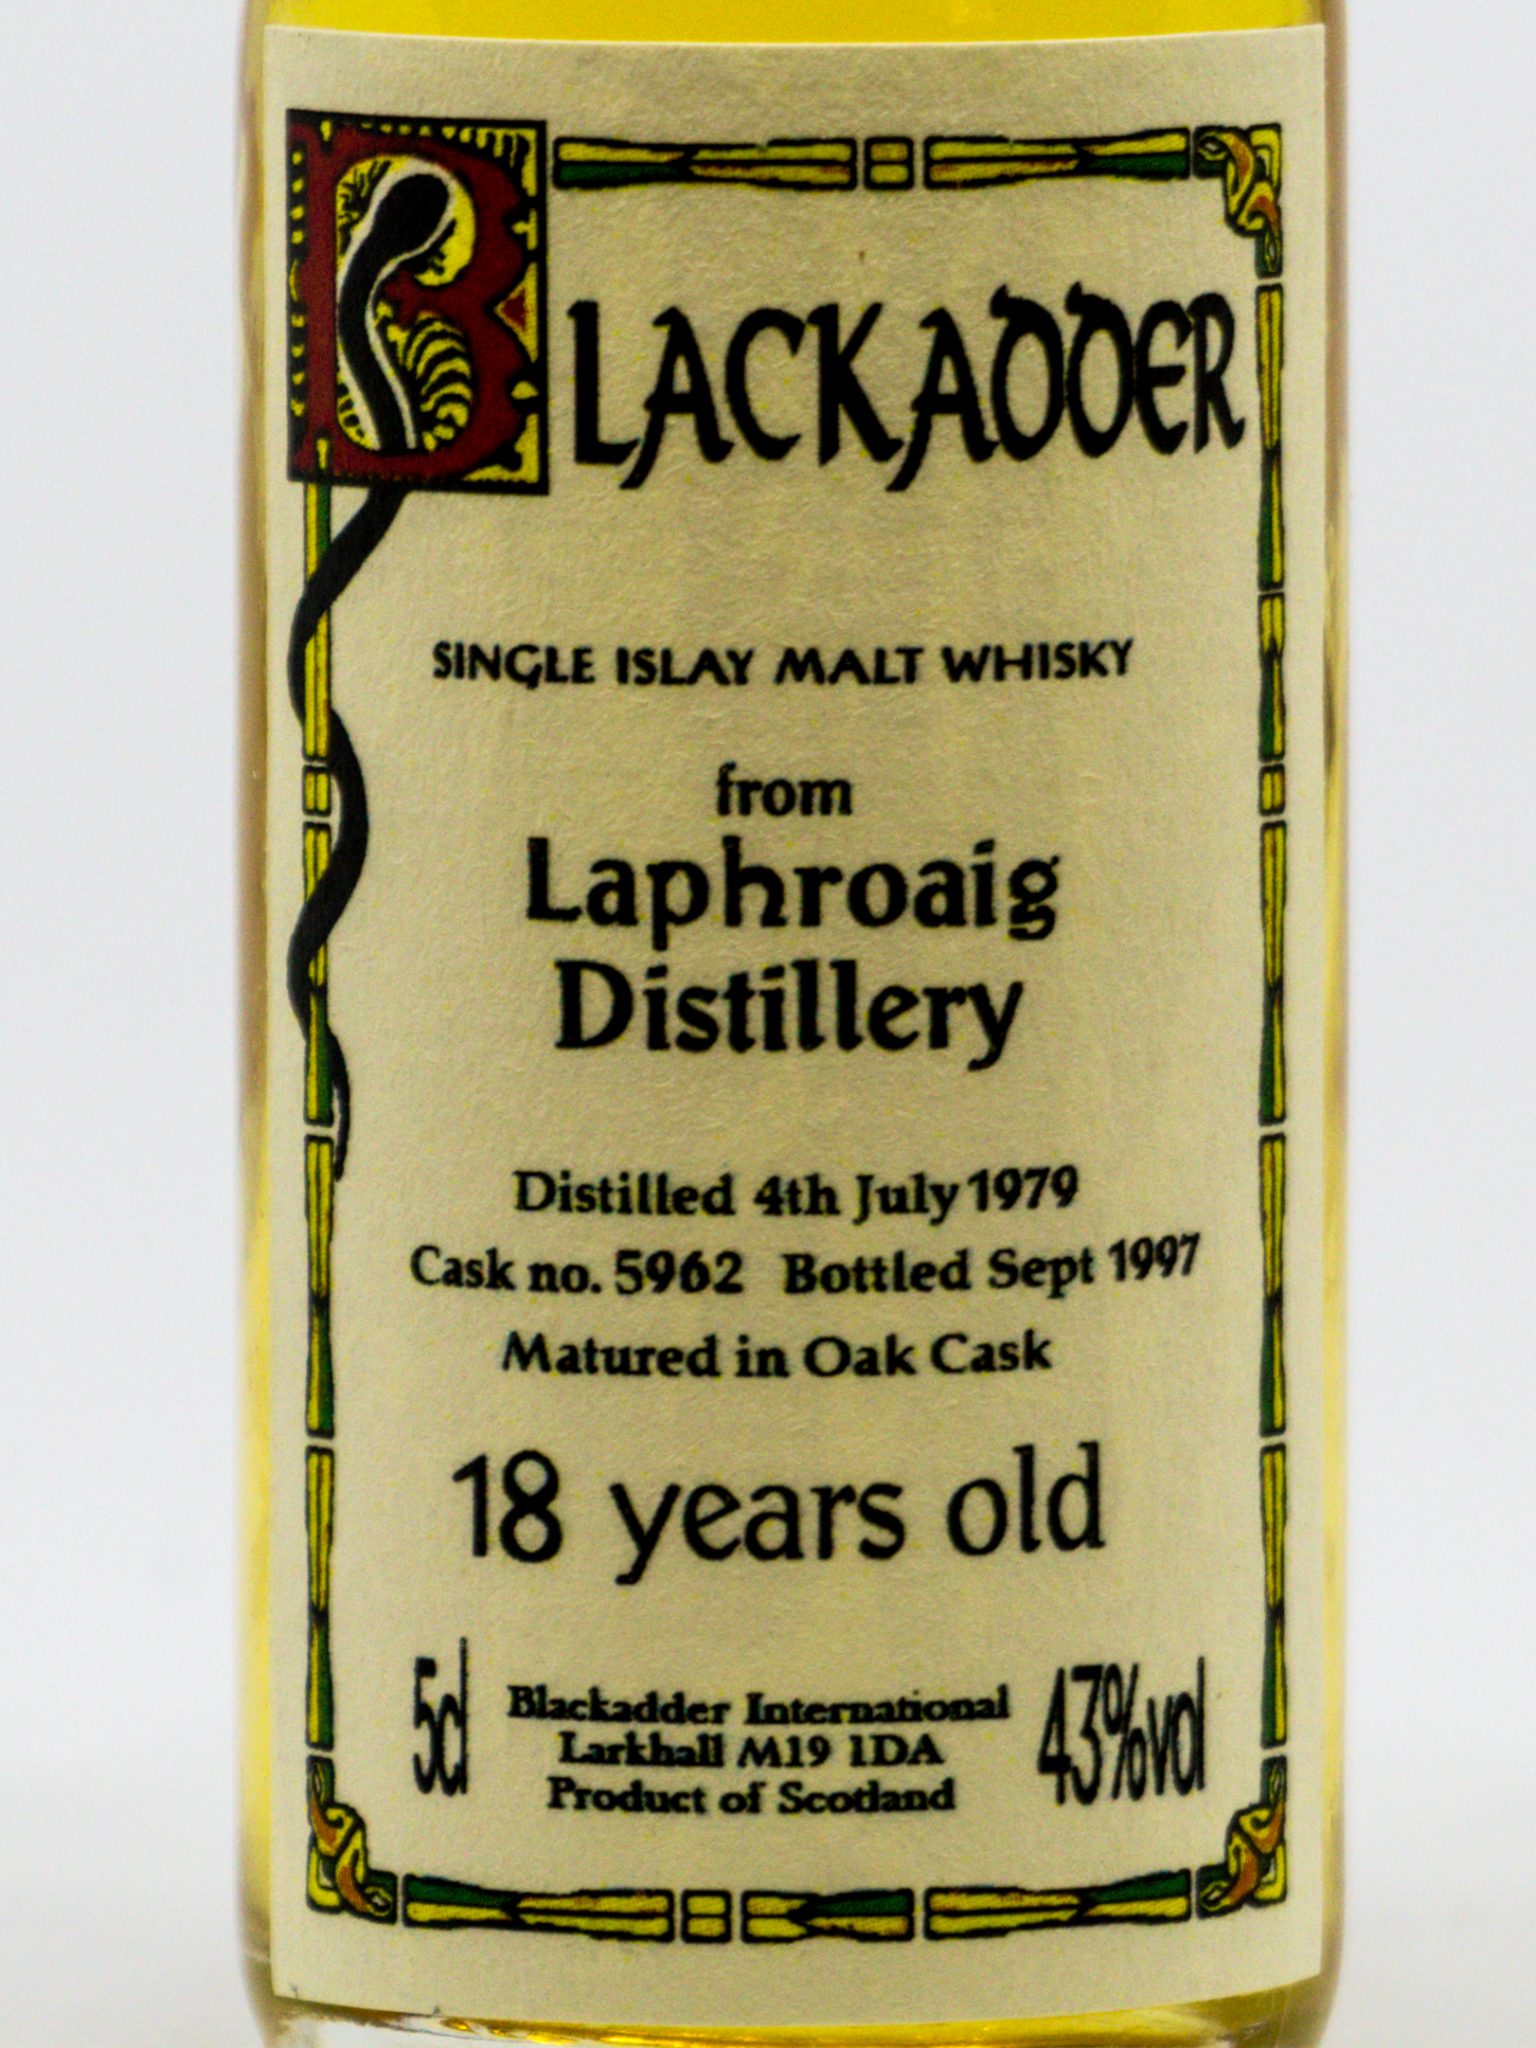 BLACKADDER
SINGLE ISLAY MALT WHISKY
from
Laphroaig
Distillery
Distilled 4th July 1979
Cask no. 5962 Bottled Sept 1997
Matured in Oak Cask
18 years old
5cl
Blackadder International
Larkhall M19 1DA
Product of Scotland
43%vol